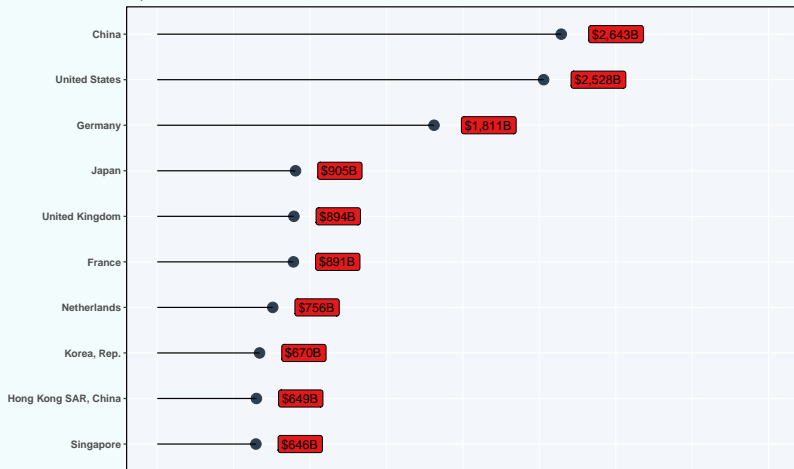 China $2,643B
United States $2,528B
Germany $1,811B
Japan $905B
United Kingdom $894B
France $891B
Netherlands $756B
Korea, Rep. $670B
Hong Kong SAR, China $649B
Singapore $646B